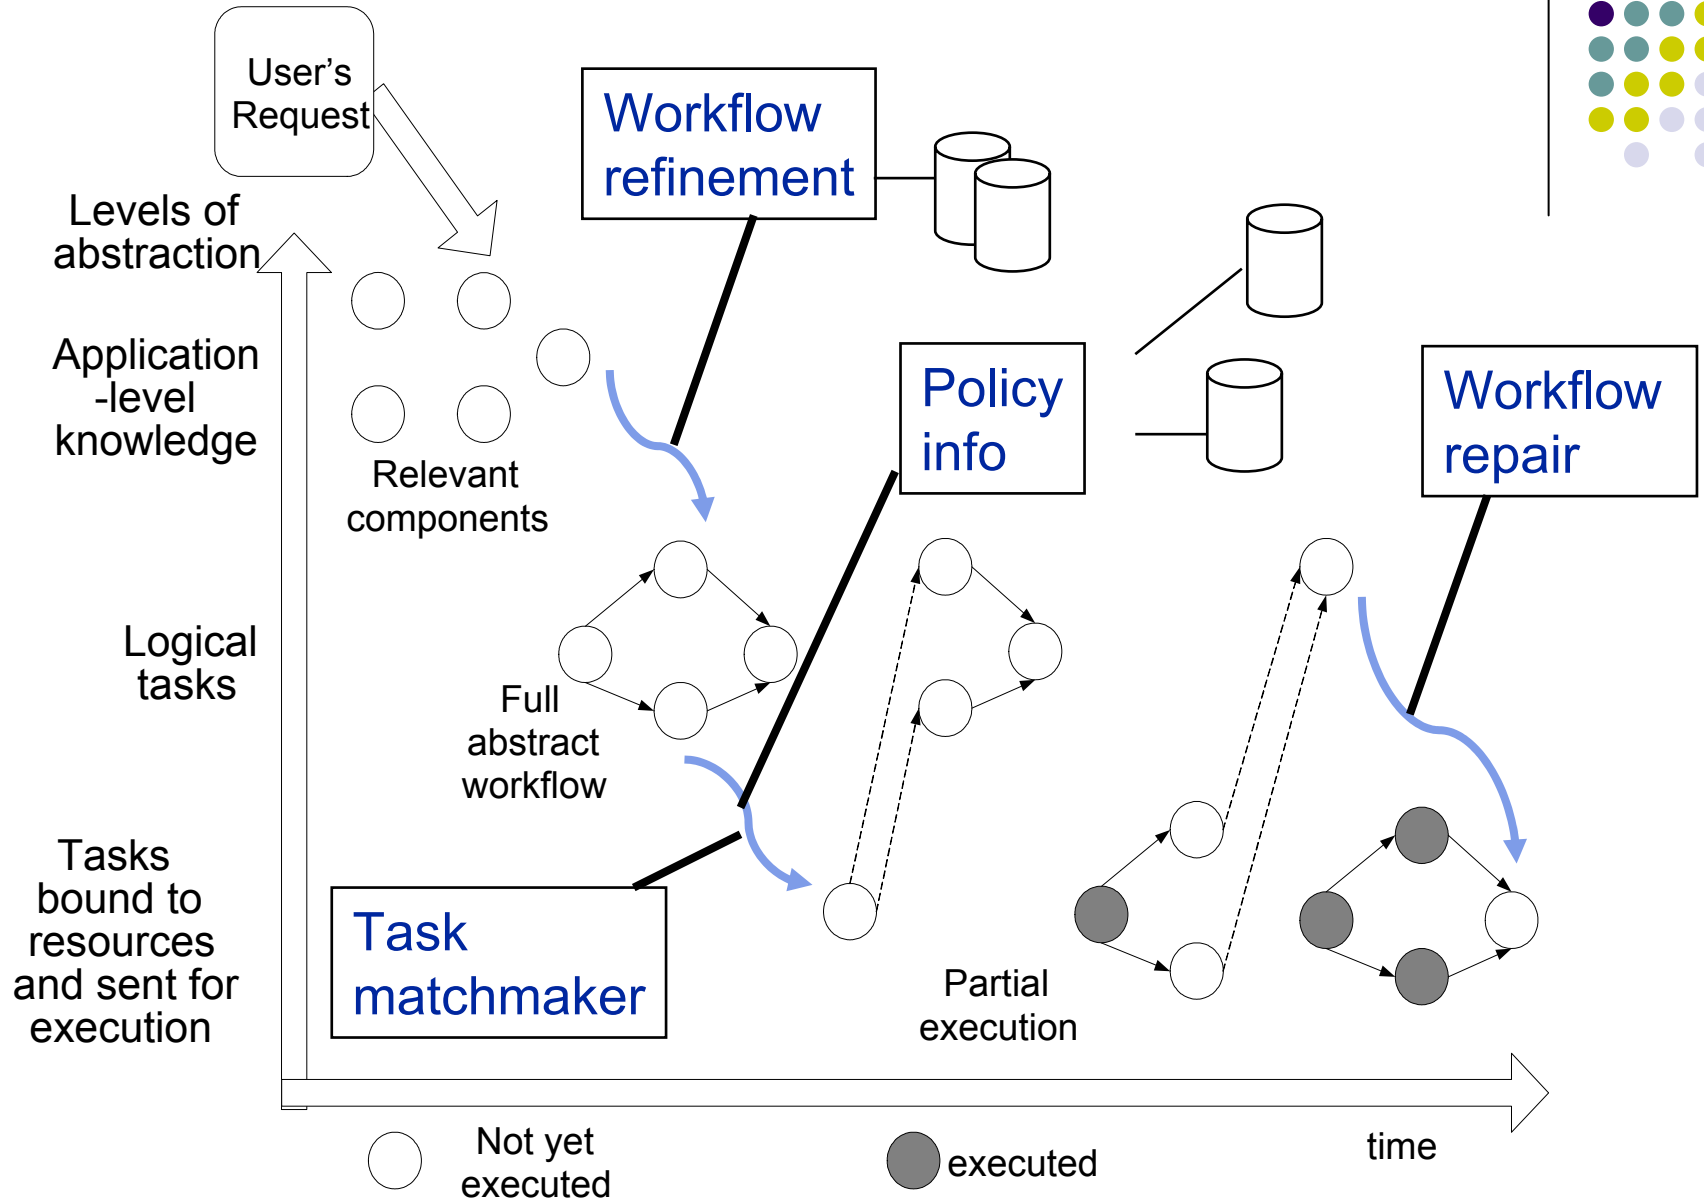 User's
Request
Workflow
refinement
Levels of
abstraction
Application
-level
knowledge
Relevant
components
Policy
info
Workflow
repair
Logical
tasks
Full
abstract
workflow
Tasks
bound to
resources
and sent for
execution
Task
matchmaker
Partial
execution
Not yet
executed
executed
time